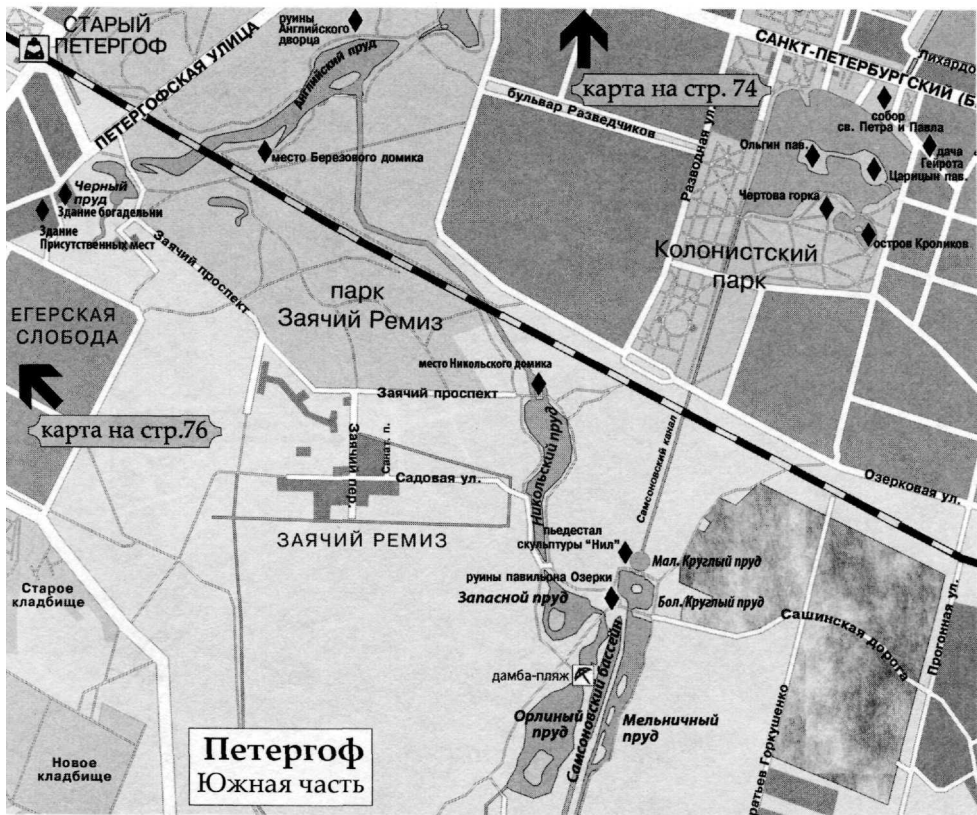 СТАРЫЙ
ПЕТЕРГОФ
ПЕТЕРГОФСКАЯ УЛИЦА
руины
Английского
дворца
Английский пруд
место Березового домика
Черный
пруд
Здание богадельни
Здание
Присутственных мест
карта на стр. 74
бульвар Разведчиков
Разводная ул.
САНКТ-ПЕТЕРБУРГСКИЙ
собор
св. Петра и Павла
Ольгин пав.
дача
Гейрота
Царицын пав.
Чертова горка
остров Кроликов
Колонистский
парк
Заячий проспект
парк
Заячий Ремиз
ЕГЕРСКАЯ
СЛОБОДА
карта на стр.76
место Никольского домика
Заячий проспект
Заячий пер.
Санат. п.
Садовая ул.
Никольский пруд
Самсоновский канал
Озерковая ул.
ЗАЯЧИЙ РЕМИЗ
пьедестал
скульптуры “Нил”
Мал. Круглый пруд
руины павильона Озерки
Запасной пруд
Бол. Круглый пруд
Старое
кладбище
Сашинская дорога
Прогонная ул.
дамба-пляж
Самсоновский бассейн
Орлиный
пруд
Мельничный
пруд
Горкушенко
Новое
кладбище
Петергоф
Южная часть